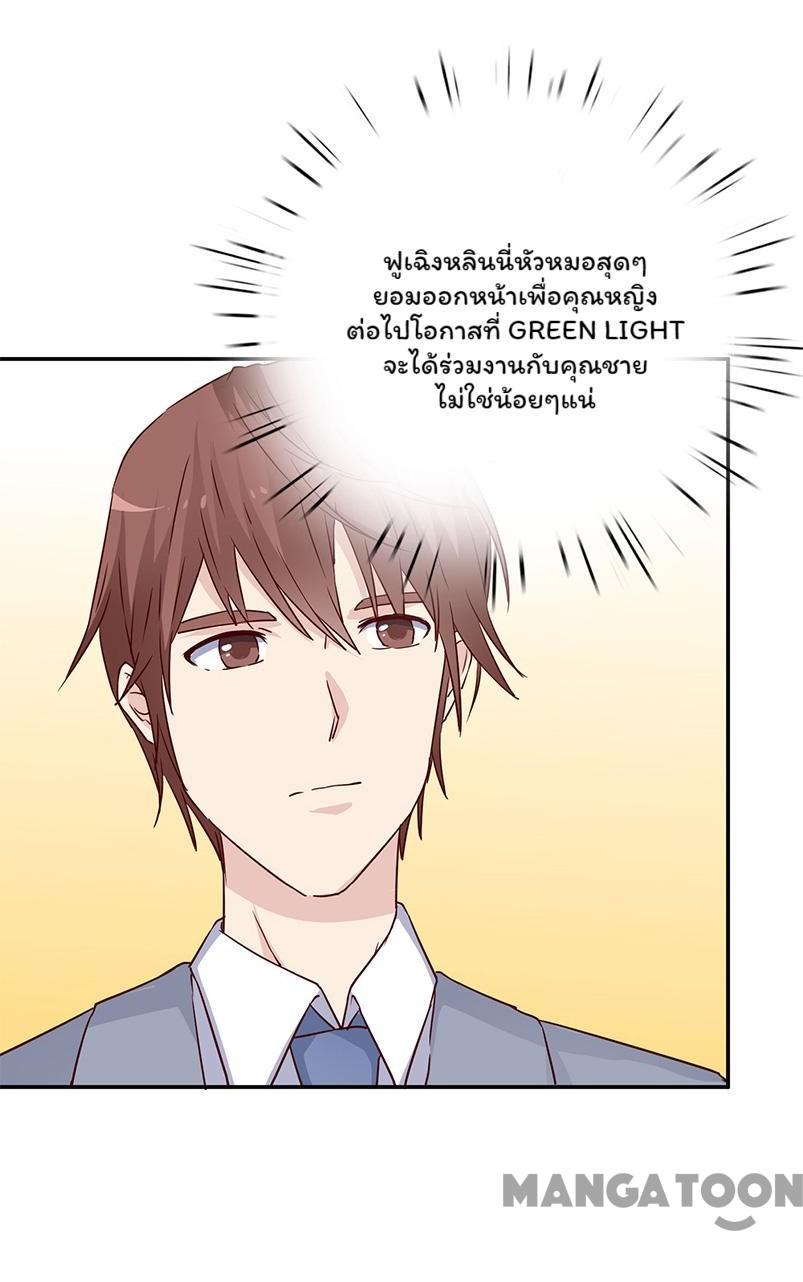 ฟูเฉิงหลินนี่หัวหมอสุดๆ
ยอมออกหน้าเพื่อคุณหญิง
ต่อไปโอกาสที่ GREEN LIGHT
จะได้ร่วมงานกับคุณชาย
ไม่ใช่น้อยๆแน่
MANGATOON